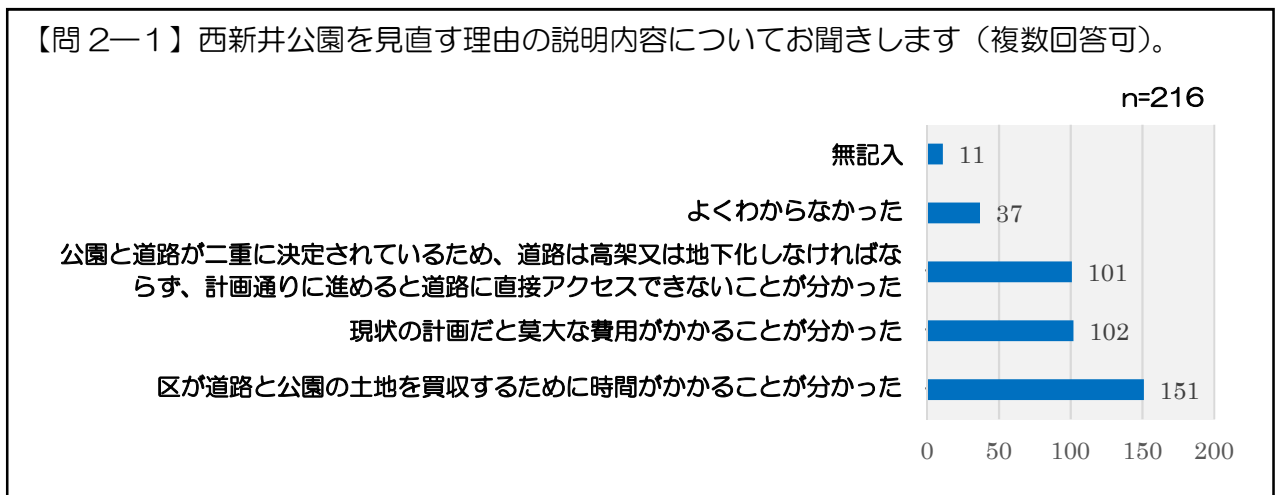 【問2―1】西新井公園を見直す理由の説明内容についてお聞きします（複数回答可）。
n=216
無記入
11
よくわからなかった
37
公園と道路が二重に決定されているため、道路は高架又は地下化しなければな
らず、計画通りに進めると道路に直接アクセスできないことが分かった
101
現状の計画だと莫大な費用がかかることが分かった
102
区が道路と公園の土地を買収するために時間がかかることが分かった
151
0 50 100 150 200